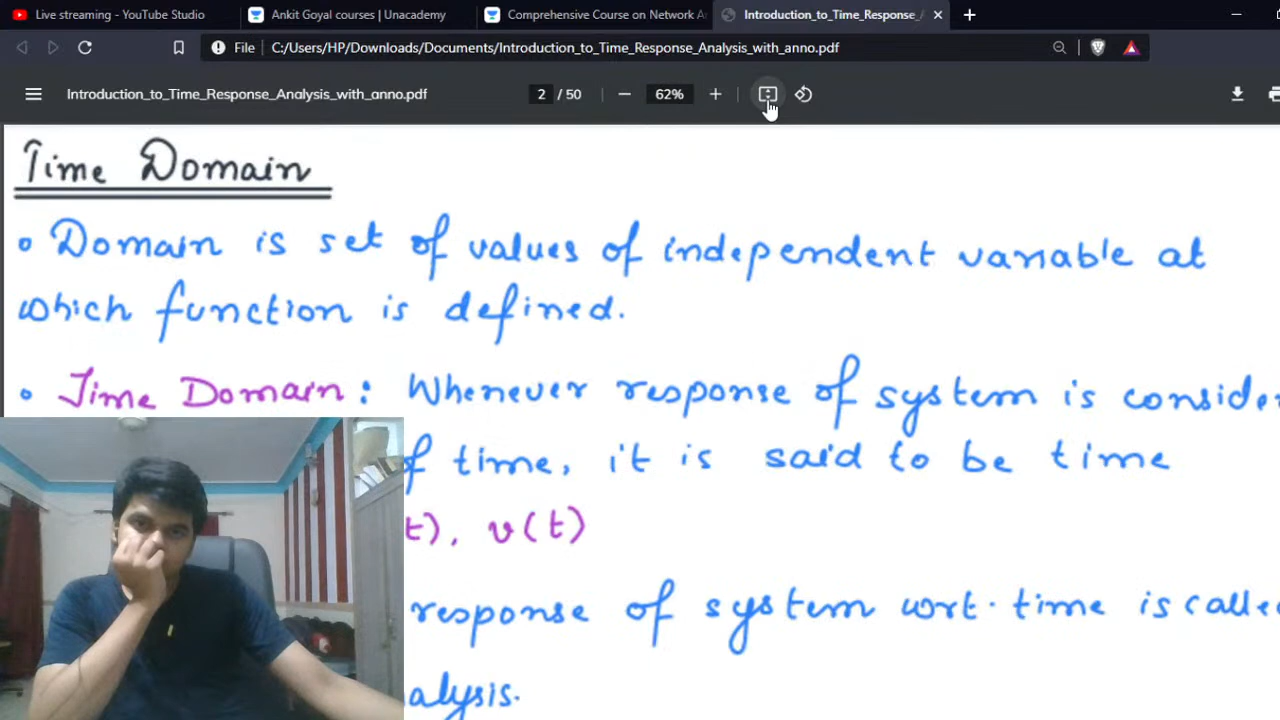 Live streaming - YouTube Studio
Ankit Goyal courses | Unacademy
Comprehensive Course on Network A
Introduction_to_Time_Response_
File C:/Users/HP/Downloads/Documents/Introduction_to_Time_Response_Analysis_with_anno.pdf
Introduction_to_Time_Response_Analysis_with_anno.pdf 2 / 50 62%
Time Domain
Domain is set of values of independent variable at
which function is defined.
Time Domain: Whenever response of system is consider
f time, it is said to be time
t), v(t)
response of system wrt. time is calle
alysis.